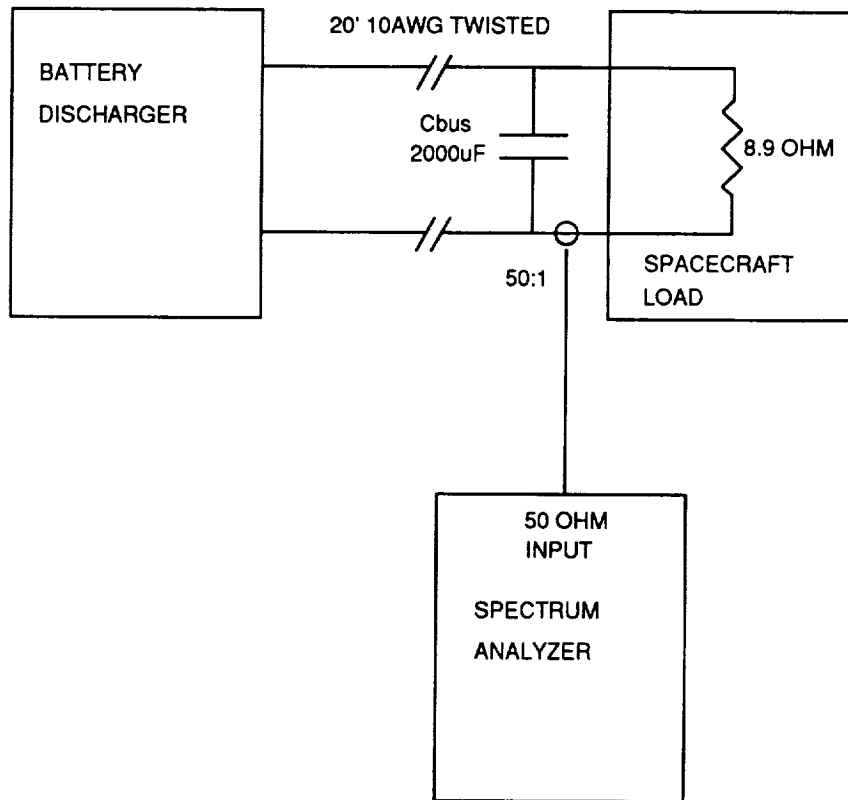 20' 10AWG TWISTED
BATTERY
DISCHARGER
Cbus
2000uF
8.9 OHM
50:1
SPACECRAFT
LOAD
50 OHM
INPUT
SPECTRUM
ANALYZER